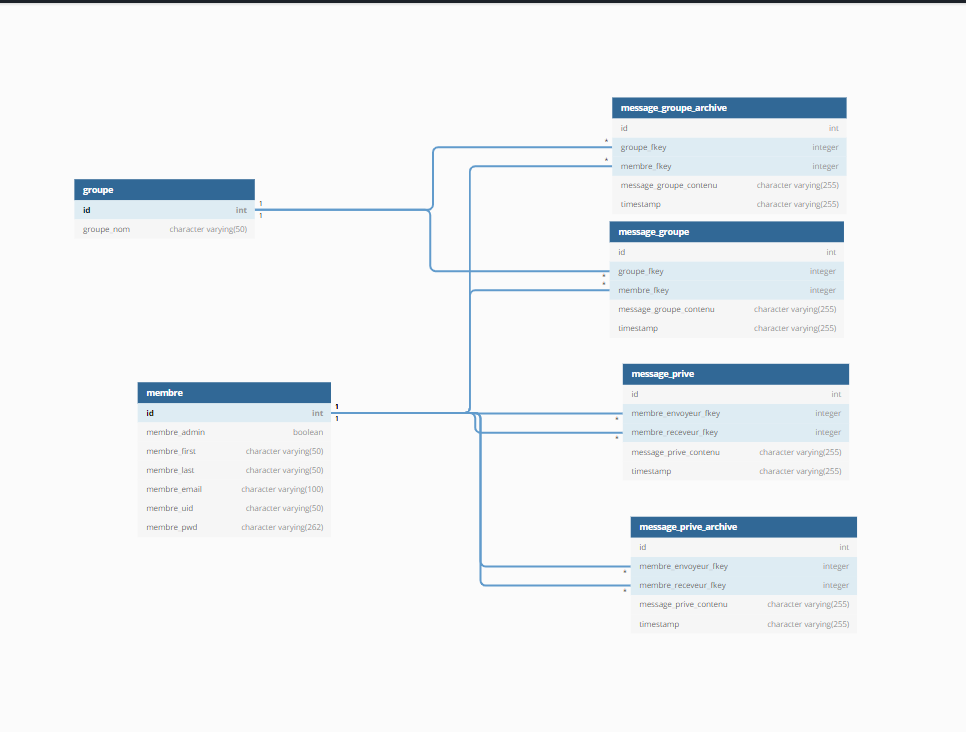 groupe
id int
groupe_nom character varying(50)
membre
id int
membre_admin boolean
membre_first character varying(50)
membre_last character varying(50)
membre_email character varying(100)
membre_uid character varying(50)
membre_pwd character varying(262)
1
1
1
1
message_groupe_archive
id int
* groupe_fkey integer
* membre_fkey integer
message_groupe_contenu character varying(255)
timestamp character varying(255)
message_groupe
id int
* groupe_fkey integer
* membre_fkey integer
message_groupe_contenu character varying(255)
timestamp character varying(255)
message_prive
id int
* membre_envoyeur_fkey integer
* membre_receveur_fkey integer
message_prive_contenu character varying(255)
timestamp character varying(255)
message_prive_archive
id int
* membre_envoyeur_fkey integer
* membre_receveur_fkey integer
message_prive_contenu character varying(255)
timestamp character varying(255)